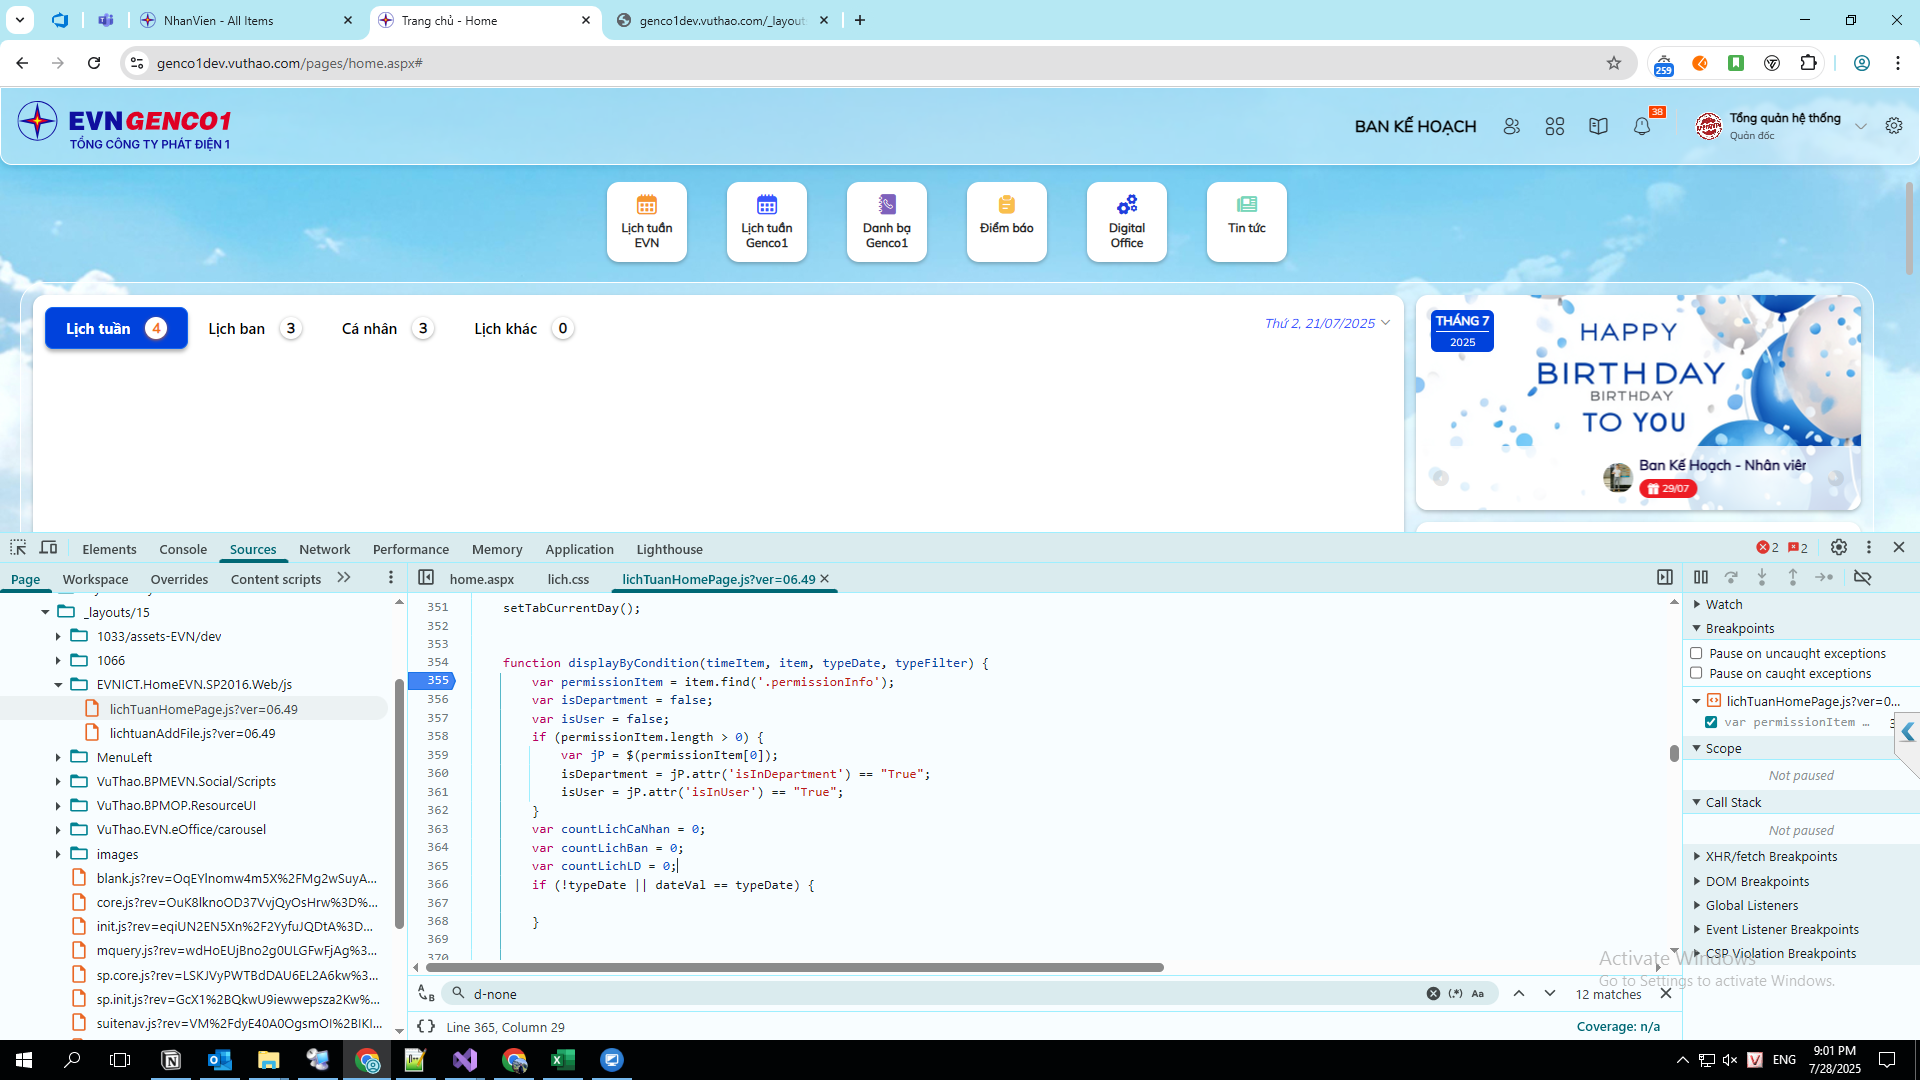 NhanVien - All Items
Trang chủ - Home
genco1dev.vuthao.com/_layout
genco1dev.vuthao.com/pages/home.aspx#
259
EVNGENCO1
TỔNG CÔNG TY PHÁT ĐIỆN 1
BAN KẾ HOẠCH
38
Tổng quản hệ thống
Quản đốc
Lịch tuần
EVN
Lịch tuần
Genco1
Danh bạ
Genco1
Điểm báo
Digital
Office
Tin tức
Lịch tuần 4
Lịch ban 3
Cá nhân 3
Lịch khác 0
Thứ 2, 21/07/2025
THÁNG 7
2025
HAPPY
BIRTHDAY
BIRTHDAY
TO YOU
Ban Kế Hoạch - Nhân viên
29/07
Elements
Console
Sources
Network
Performance
Memory
Application
Lighthouse
2
2
Page
Workspace
Overrides
Content scripts
home.aspx
lich.css
lichTuanHomePage.js?ver=06.49
_layouts/15
1033/assets-EVN/dev
1066
EVNICT.HomeEVN.SP2016.Web/js
lichTuanHomePage.js?ver=06.49
lichtuanAddFile.js?ver=06.49
MenuLeft
VuThao.BPMEVN.Social/Scripts
VuThao.BPMOP.ResourceUI
VuThao.EVN.eOffice/carousel
images
blank.js?rev=OqEYlnomw4m5X%2FMg2wSuyA...
core.js?rev=OuK8lknoOD37VvjQyOsHrw%3D%...
init.js?rev=eqiUN2EN5Xn%2F2YyfuJQDtA%3D...
mquery.js?rev=wdHoEUjBno2g0ULGFwFjAg%3...
sp.core.js?rev=LSKJVyPWTBdDAU6EL2A6kw%3...
sp.init.js?rev=GcX1%2BQkwU9iewwepsza2Kw%...
suitenav.js?rev=VM%2FdyE40A0OgsmOI%2BIKI...
351 setTabCurrentDay();
352
353
354 function displayByCondition(timeItem, item, typeDate, typeFilter) {
355 var permissionItem = item.find('.permissionInfo');
356 var isDepartment = false;
357 var isUser = false;
358 if (permissionItem.length > 0) {
359 var jP = $(permissionItem[0]);
360 isDepartment = jP.attr('isInDepartment') == "True";
361 isUser = jP.attr('isInUser') == "True";
362 }
363 var countLichCaNhan = 0;
364 var countLichBan = 0;
365 var countLichLD = 0;
366 if (!typeDate || dateVal == typeDate) {
367
368 }
369
370
d-none
12 matches
Line 365, Column 29
Coverage: n/a
Watch
Breakpoints
Pause on uncaught exceptions
Pause on caught exceptions
lichTuanHomePage.js?ver=0...
var permissionItem …
Scope
Not paused
Call Stack
Not paused
XHR/fetch Breakpoints
DOM Breakpoints
Global Listeners
Event Listener Breakpoints
CSP Violation Breakpoints
Activate Windows
Go to Settings to activate Windows.
ENG
9:01 PM
7/28/2025